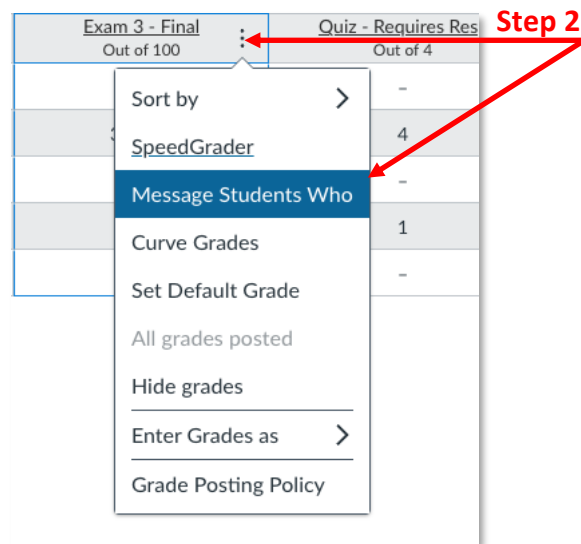 Exam 3 - Final
Out of 100
Quiz - Requires Res
Out of 4
Step 2
-
Sort by
4
SpeedGrader
-
Message Students Who
1
Curve Grades
-
Set Default Grade
All grades posted
Hide grades
Enter Grades as
Grade Posting Policy